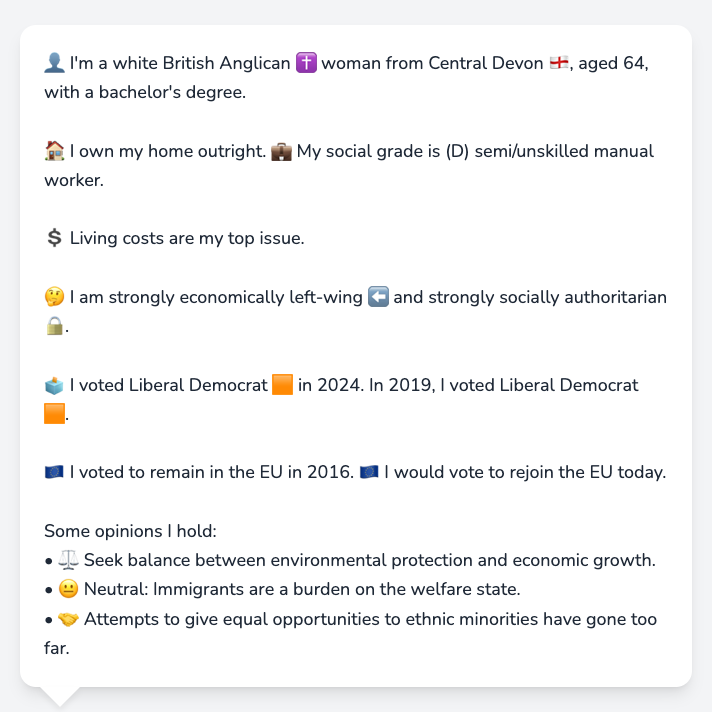 👤 I'm a white British Anglican ✝️ woman from Central Devon 🏴󠁧󠁢󠁥󠁮󠁧󠁿, aged 64,
with a bachelor's degree.
🏠 I own my home outright. 💼 My social grade is (D) semi/unskilled manual
worker.
💲 Living costs are my top issue.
🤔 I am strongly economically left-wing ⬅️ and strongly socially authoritarian
🔒.
🗳️ I voted Liberal Democrat 🟧 in 2024. In 2019, I voted Liberal Democrat
🟧.
🇪🇺 I voted to remain in the EU in 2016. 🇪🇺 I would vote to rejoin the EU today.
Some opinions I hold:
• ⚖️ Seek balance between environmental protection and economic growth.
• 😐 Neutral: Immigrants are a burden on the welfare state.
• 🤝 Attempts to give equal opportunities to ethnic minorities have gone too
far.